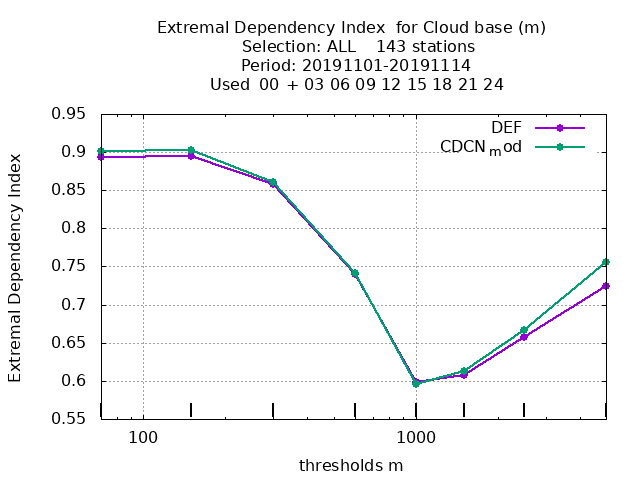 Extremal Dependency Index  for Cloud base (m)
Selection: ALL    143 stations
Period: 20191101-20191114
Used  00 + 03 06 09 12 15 18 21 24
DEF
CDCN_mod
Extremal Dependency Index
0.95
0.9
0.85
0.8
0.75
0.7
0.65
0.6
0.55
100
1000
thresholds m